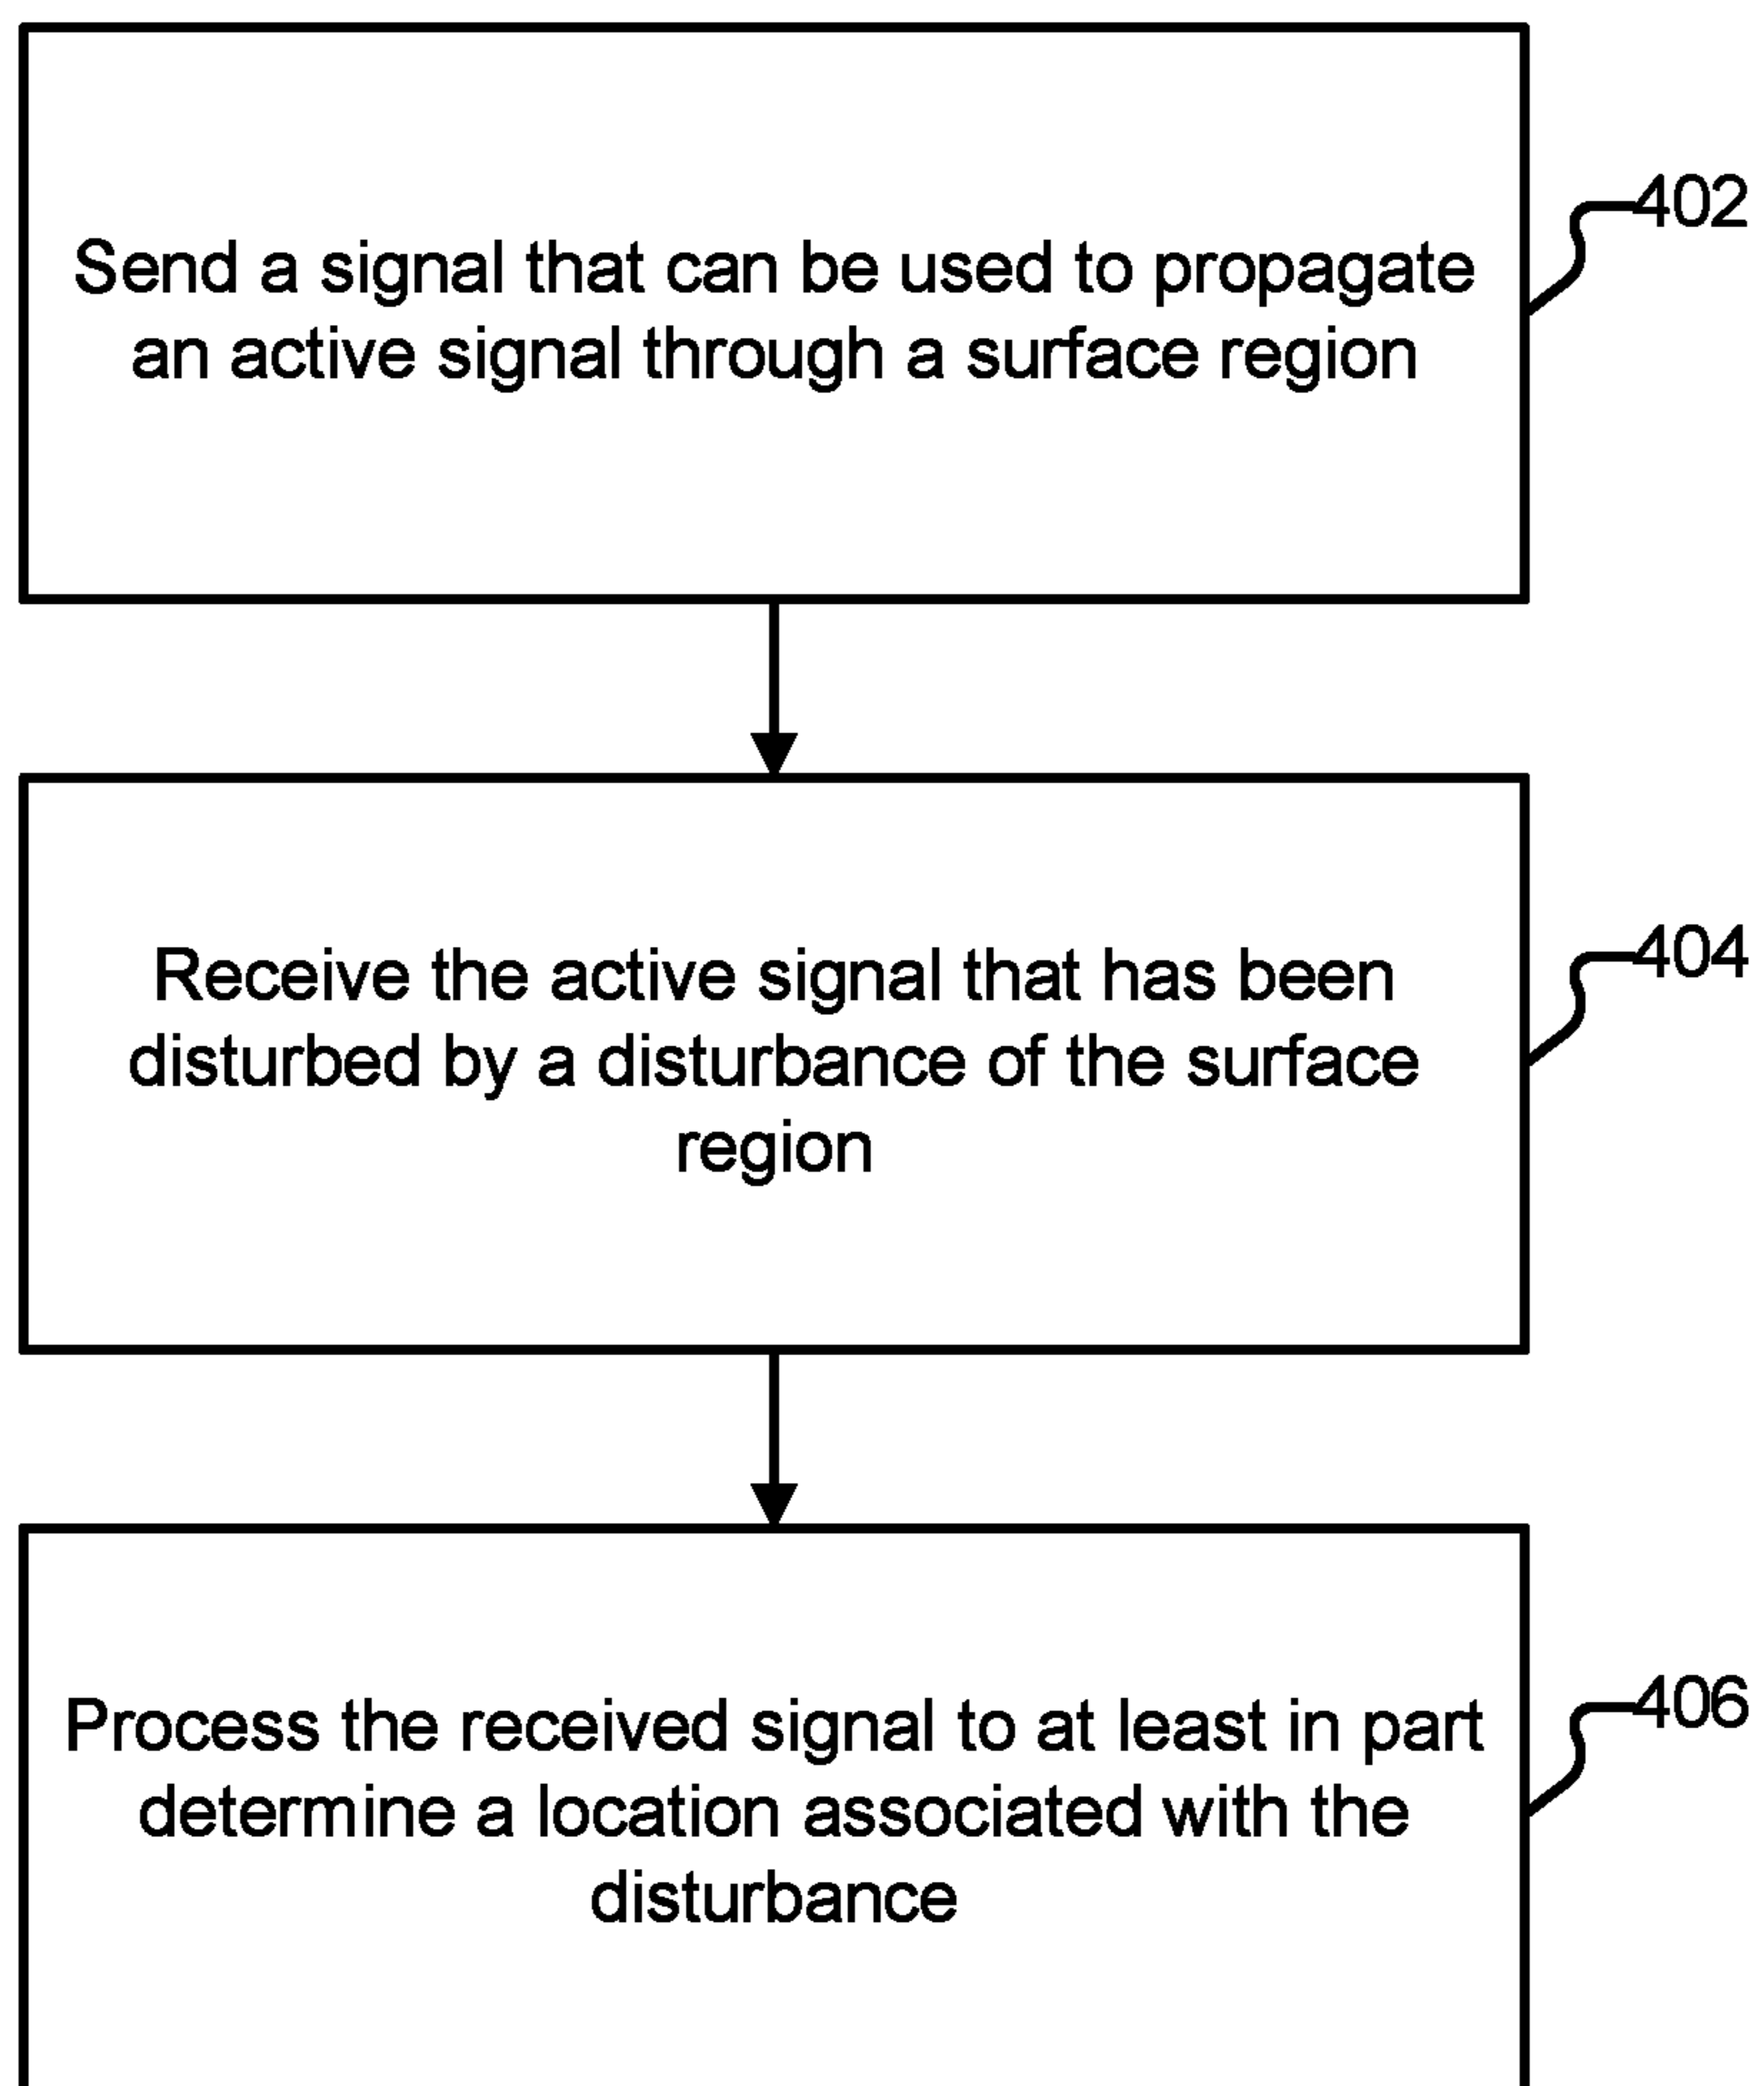 Send a signal that can be used to propagate
an active signal through a surface region
402
Receive the active signal that has been
disturbed by a disturbance of the surface
region
404
Process the received signal to at least in part
determine a location associated with the
disturbance
406